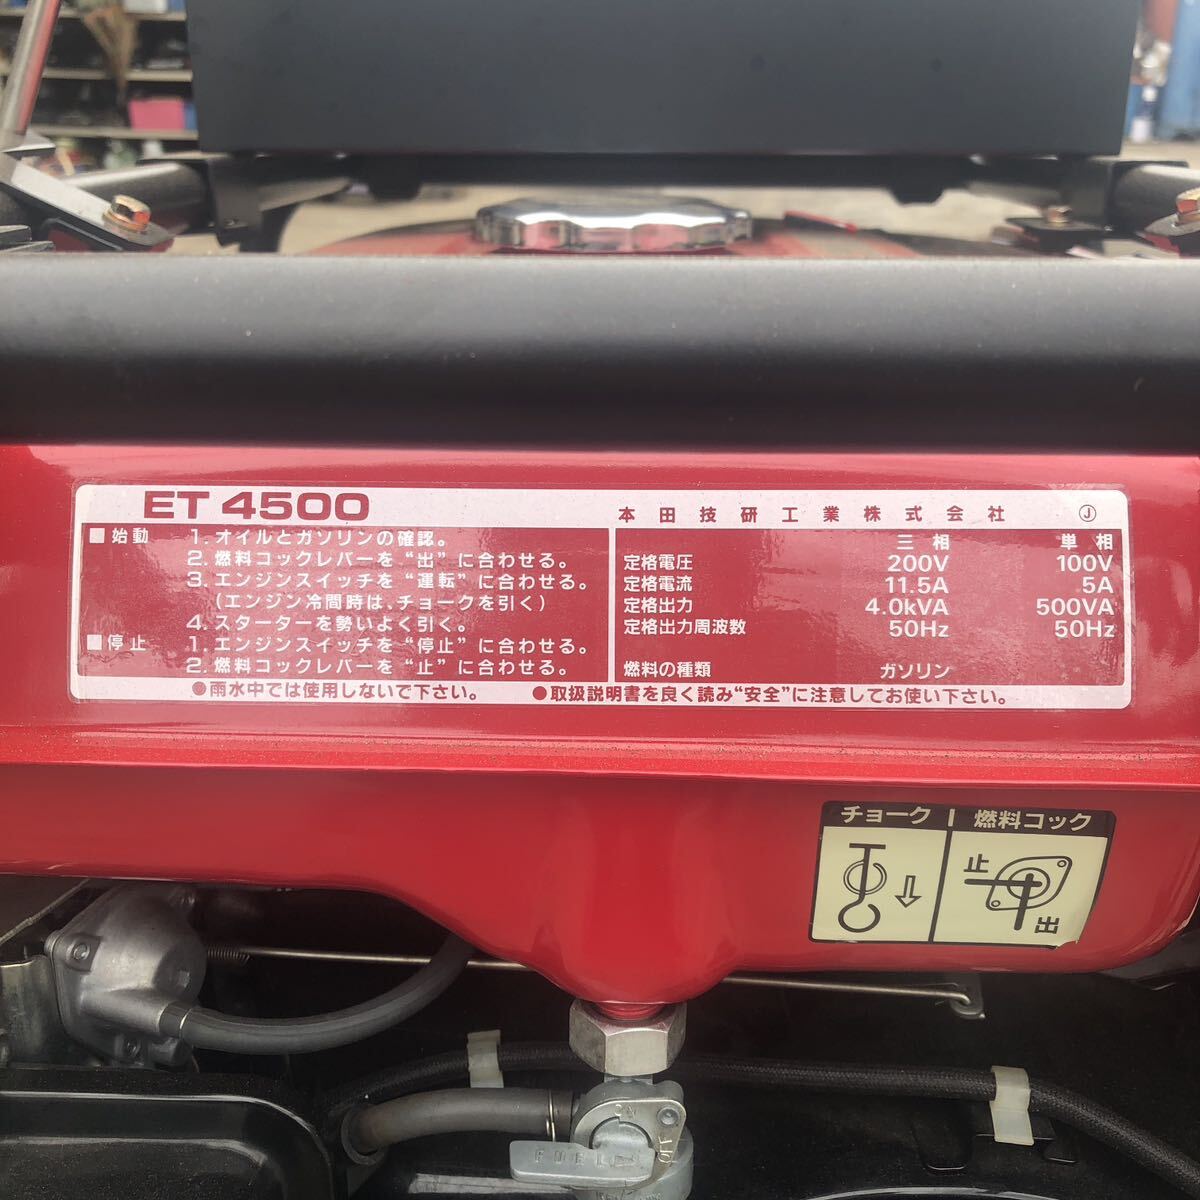 ET 4500
■始動 1. オイルとガソリンの確認。
2. 燃料コックレバーを“出”に合わせる。
3. エンジンスイッチを“運転”に合わせる。
(エンジン冷間時は、チョークを引く)
4. スターターを勢いよく引く。
■停止 1. エンジンスイッチを“停止”に合わせる。
2. 燃料コックレバーを“止”に合わせる。
本田技研工業株式会社 Ⓙ
三相 単相
定格電圧 200V 100V
定格電流 11.5A 5A
定格出力 4.0kVA 500VA
定格出力周波数 50Hz 50Hz
燃料の種類 ガソリン
●雨水中では使用しないで下さい。 ●取扱説明書を良く読み“安全”に注意してお使い下さい。
チョーク 燃料コック
止
出
ON
OFF
FUEL